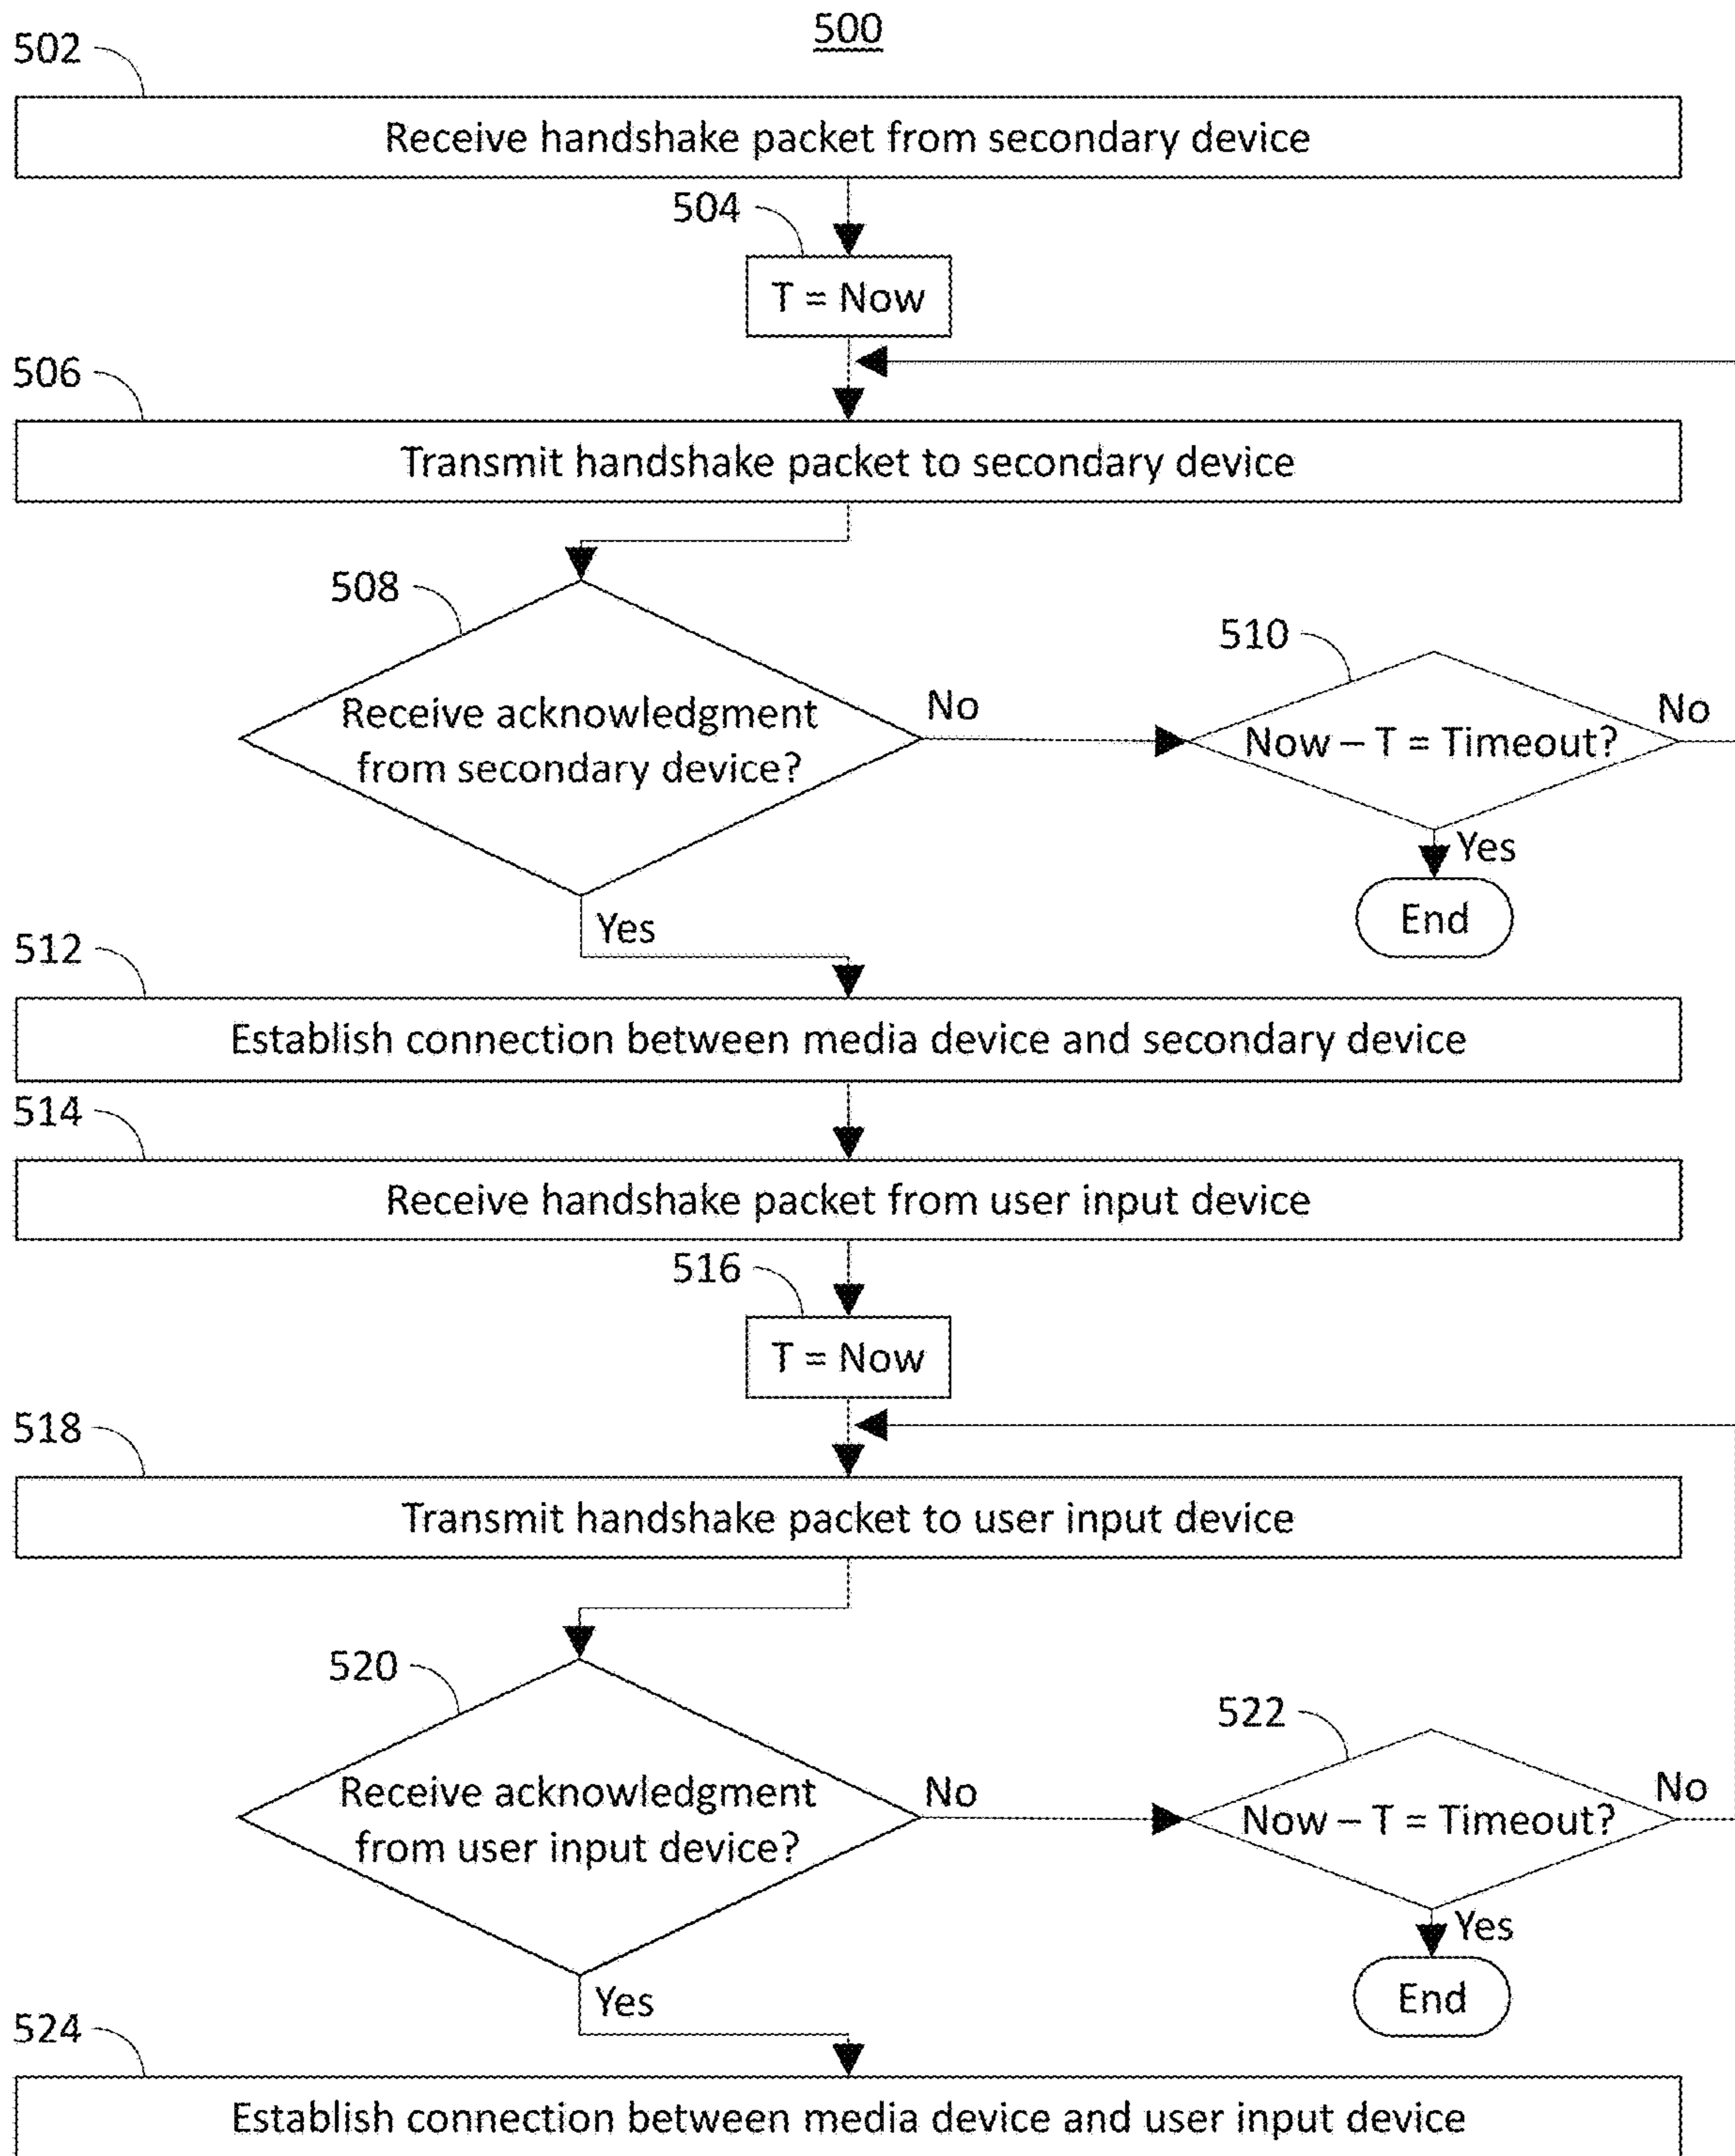 500
502
Receive handshake packet from secondary device
504
T = Now
506
Transmit handshake packet to secondary device
508
Receive acknowledgment
from secondary device?
No
510
Now – T = Timeout?
No
Yes
End
Yes
512
Establish connection between media device and secondary device
514
Receive handshake packet from user input device
516
T = Now
518
Transmit handshake packet to user input device
520
Receive acknowledgment
from user input device?
No
522
Now – T = Timeout?
No
Yes
End
Yes
524
Establish connection between media device and user input device